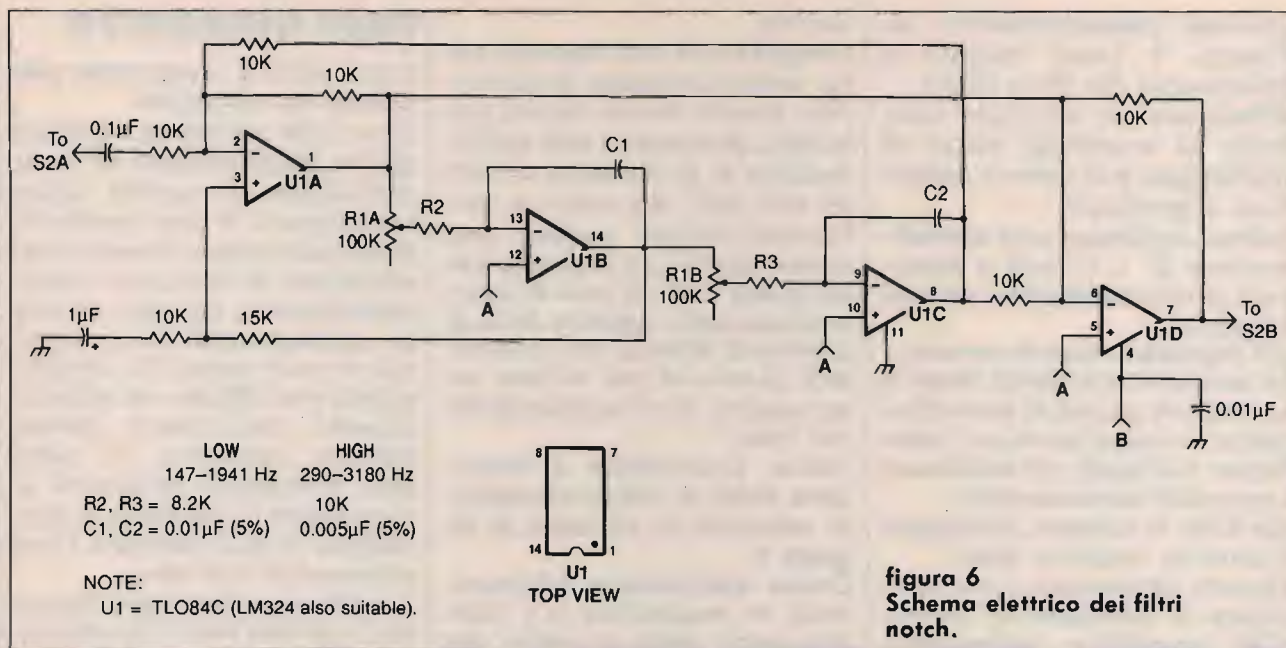 10K
10K
10K
To
S2A
0.1µF
10K
2
3
1
U1A
C1
C2
R1A
100K
R2
13
12
14
U1B
A
R1B
100K
R3
9
10
8
U1C
11
A
10K
6
5
7
U1D
4
A
B
To
S2B
0.01µF
1µF
+
10K
15K
LOW HIGH
147–1941 Hz 290–3180 Hz
R2, R3 = 8.2K 10K
C1, C2 = 0.01µF (5%) 0.005µF (5%)
NOTE:
U1 = TLO84C (LM324 also suitable).
8 7
14 1
U1
TOP VIEW
figura 6
Schema elettrico dei filtri
notch.